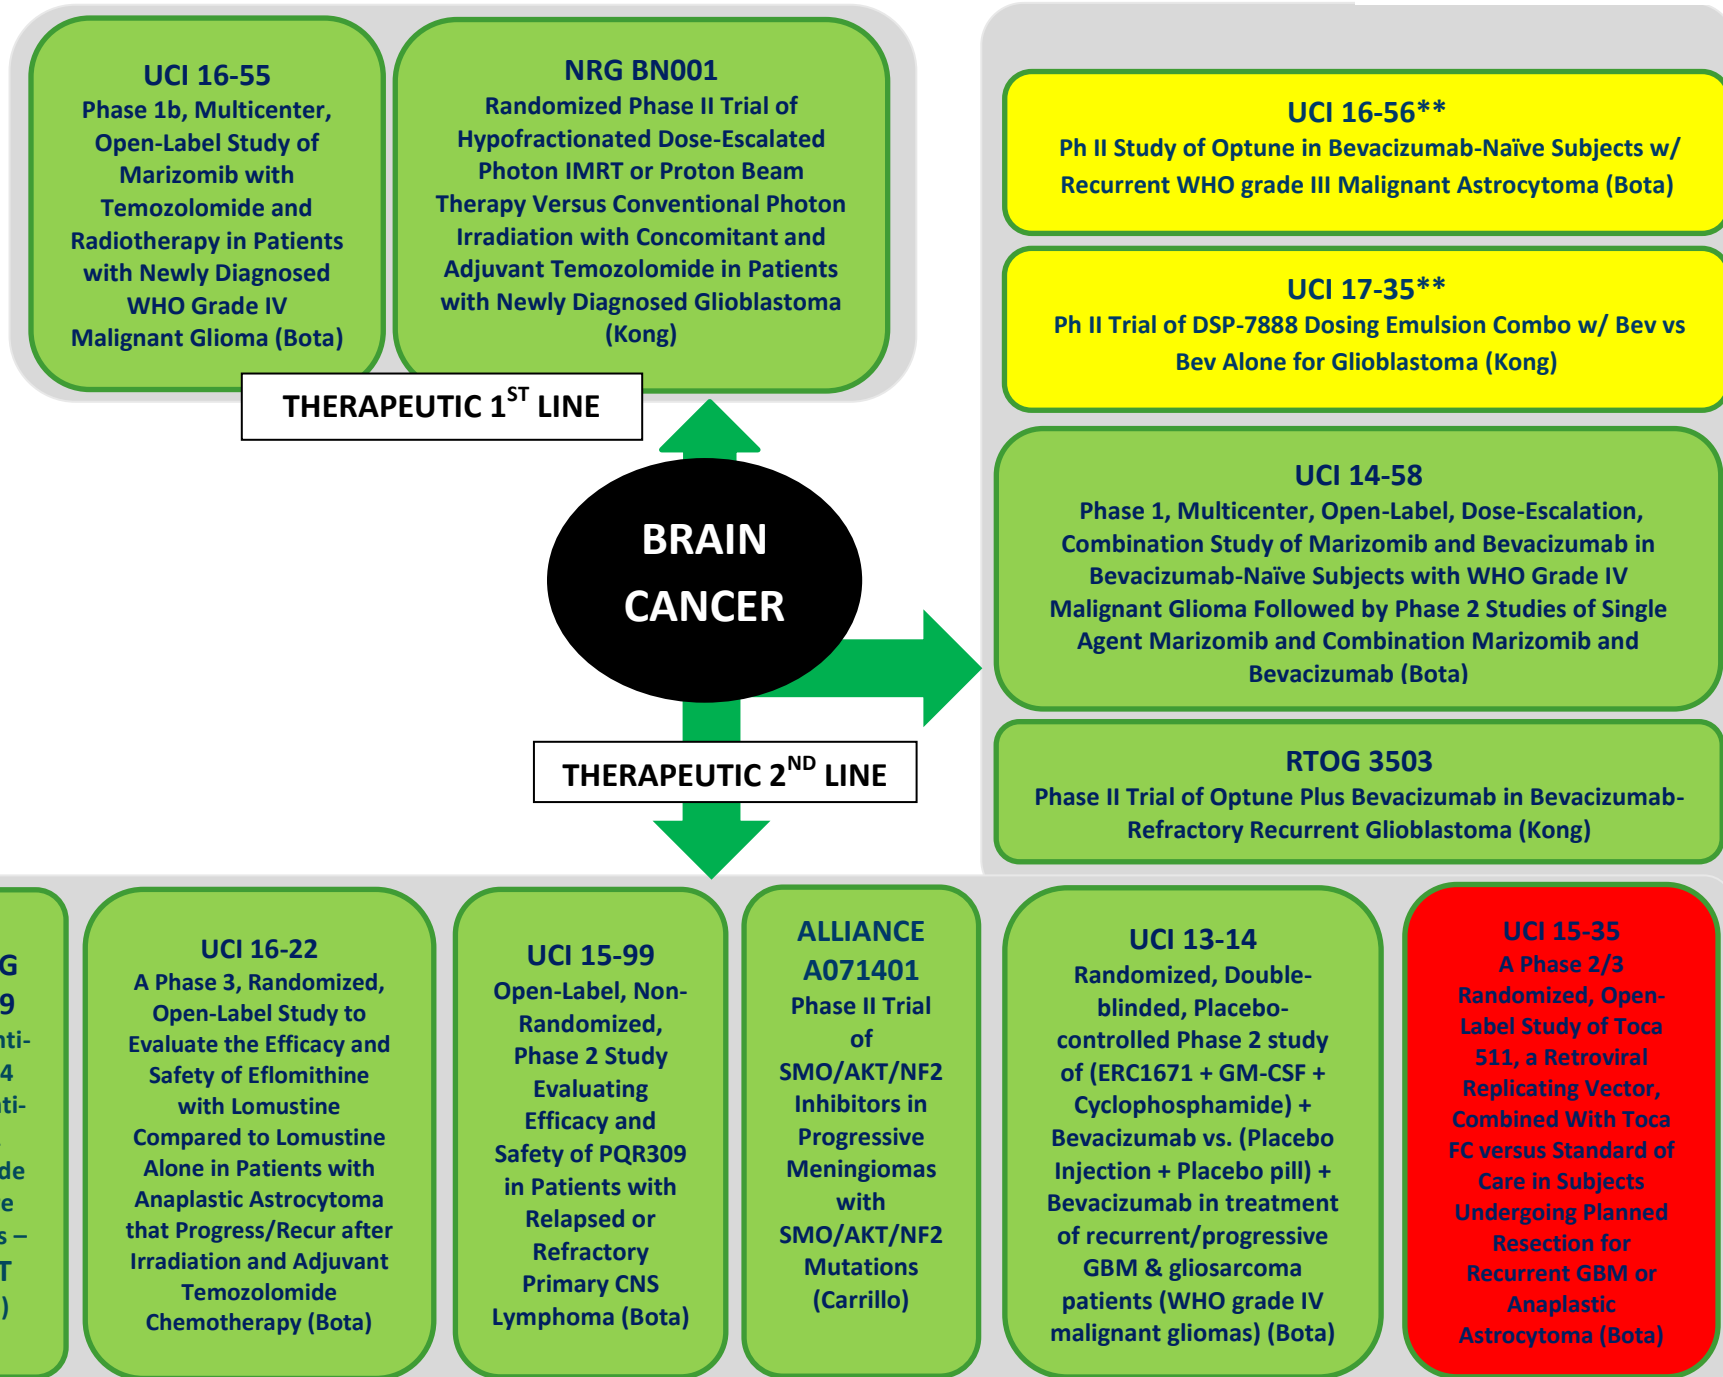 UCI 16-55
Phase 1b, Multicenter,
Open-Label Study of
Marizomib with
Temozolomide and
Radiotherapy in Patients
with Newly Diagnosed
WHO Grade IV
Malignant Glioma (Bota)
NRG BN001
Randomized Phase II Trial of
Hypofractionated Dose-Escalated
Photon IMRT or Proton Beam
Therapy Versus Conventional Photon
Irradiation with Concomitant and
Adjuvant Temozolomide in Patients
with Newly Diagnosed Glioblastoma
(Kong)
THERAPEUTIC 1ST LINE
BRAIN
CANCER
THERAPEUTIC 2ND LINE
UCI 16-56**
Ph II Study of Optune in Bevacizumab-Naïve Subjects w/
Recurrent WHO grade III Malignant Astrocytoma (Bota)
UCI 17-35**
Ph II Trial of DSP-7888 Dosing Emulsion Combo w/ Bev vs
Bev Alone for Glioblastoma (Kong)
UCI 14-58
Phase 1, Multicenter, Open-Label, Dose-Escalation,
Combination Study of Marizomib and Bevacizumab in
Bevacizumab-Naïve Subjects with WHO Grade IV
Malignant Glioma Followed by Phase 2 Studies of Single
Agent Marizomib and Combination Marizomib and
Bevacizumab (Bota)
RTOG 3503
Phase II Trial of Optune Plus Bevacizumab in Bevacizumab-
Refractory Recurrent Glioblastoma (Kong)
G
9
nti-
4
ti-
de
e
s –
T
)
UCI 16-22
A Phase 3, Randomized,
Open-Label Study to
Evaluate the Efficacy and
Safety of Eflomithine
with Lomustine
Compared to Lomustine
Alone in Patients with
Anaplastic Astrocytoma
that Progress/Recur after
Irradiation and Adjuvant
Temozolomide
Chemotherapy (Bota)
UCI 15-99
Open-Label, Non-
Randomized,
Phase 2 Study
Evaluating
Efficacy and
Safety of PQR309
in Patients with
Relapsed or
Refractory
Primary CNS
Lymphoma (Bota)
ALLIANCE
A071401
Phase II Trial
of
SMO/AKT/NF2
Inhibitors in
Progressive
Meningiomas
with
SMO/AKT/NF2
Mutations
(Carrillo)
UCI 13-14
Randomized, Double-
blinded, Placebo-
controlled Phase 2 study
of (ERC1671 + GM-CSF +
Cyclophosphamide) +
Bevacizumab vs. (Placebo
Injection + Placebo pill) +
Bevacizumab in treatment
of recurrent/progressive
GBM & gliosarcoma
patients (WHO grade IV
malignant gliomas) (Bota)
UCI 15-35
A Phase 2/3
Randomized, Open-
Label Study of Toca
511, a Retroviral
Replicating Vector,
Combined With Toca
FC versus Standard of
Care in Subjects
Undergoing Planned
Resection for
Recurrent GBM or
Anaplastic
Astrocytoma (Bota)